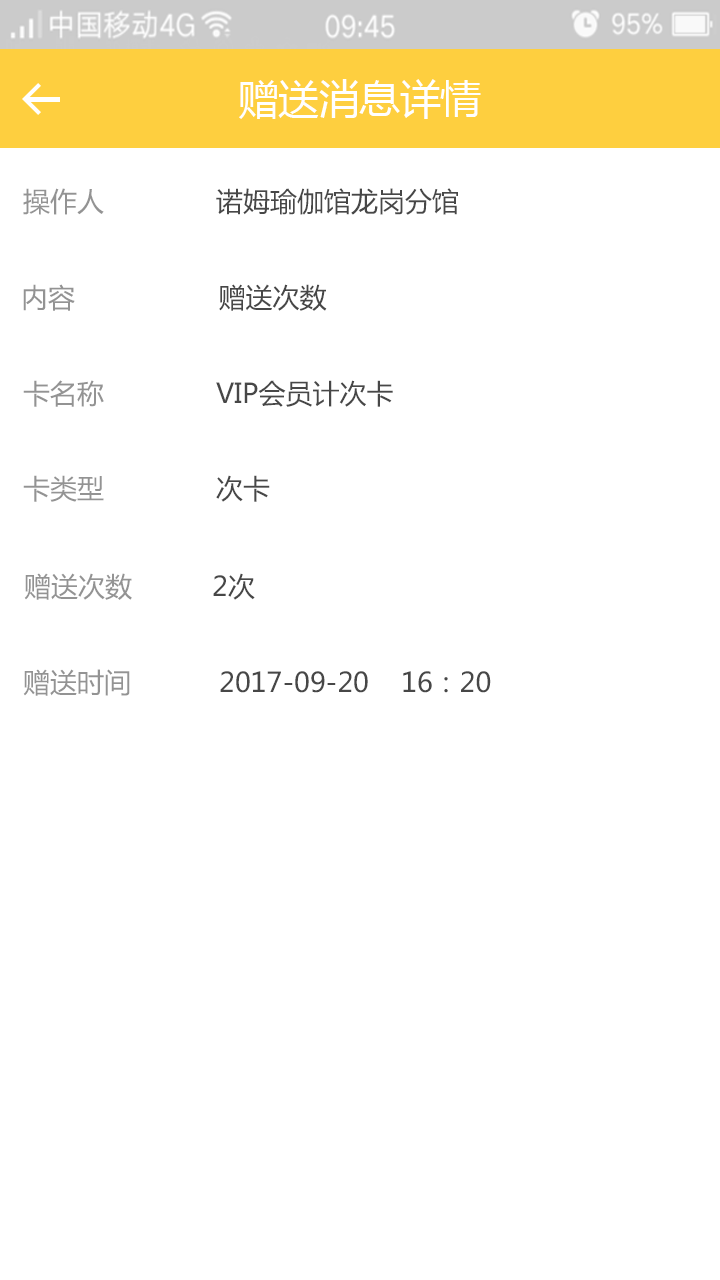 中国移动4G 09:45 95%
赠送消息详情
操作人 诺姆瑜伽馆龙岗分馆
内容 赠送次数
卡名称 VIP会员计次卡
卡类型 次卡
赠送次数 2次
赠送时间 2017-09-20 16：20